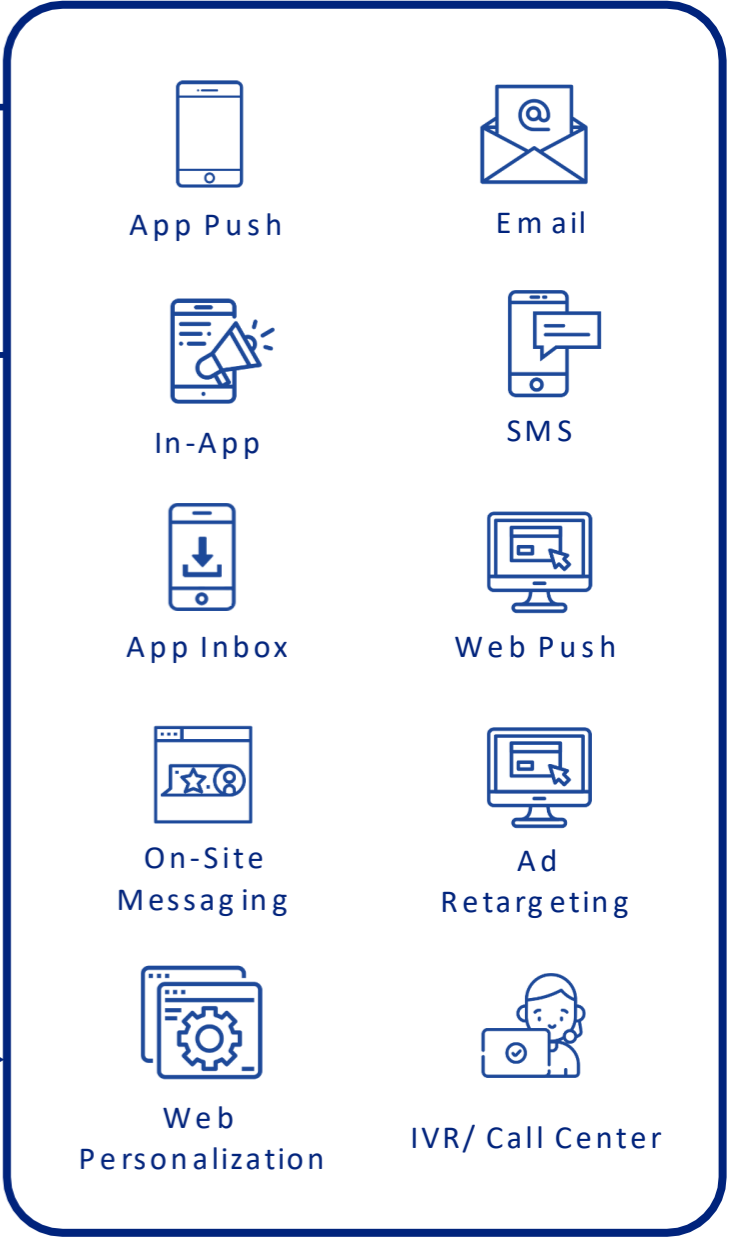 App Push
Email
@
In-App
SMS
App Inbox
Web Push
On-Site
Messaging
Ad
Retargeting
Web
Personalization
IVR/ Call Center